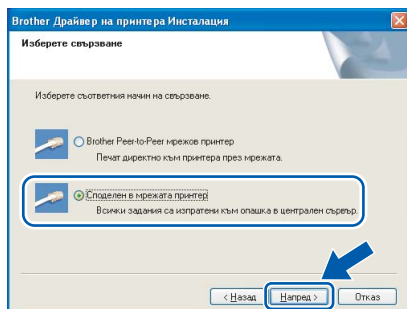 Brother Драйвер на принтера Инсталация
Изберете свързване
Изберете съответния начин на свързване.
Brother Peer-to-Peer мрежов принтер
Печат директно към принтера през мрежата.
Споделен в мрежата принтер
Всички задания са изпратени към опашка в централен сървър.
< Назад
Напред >
Отказ